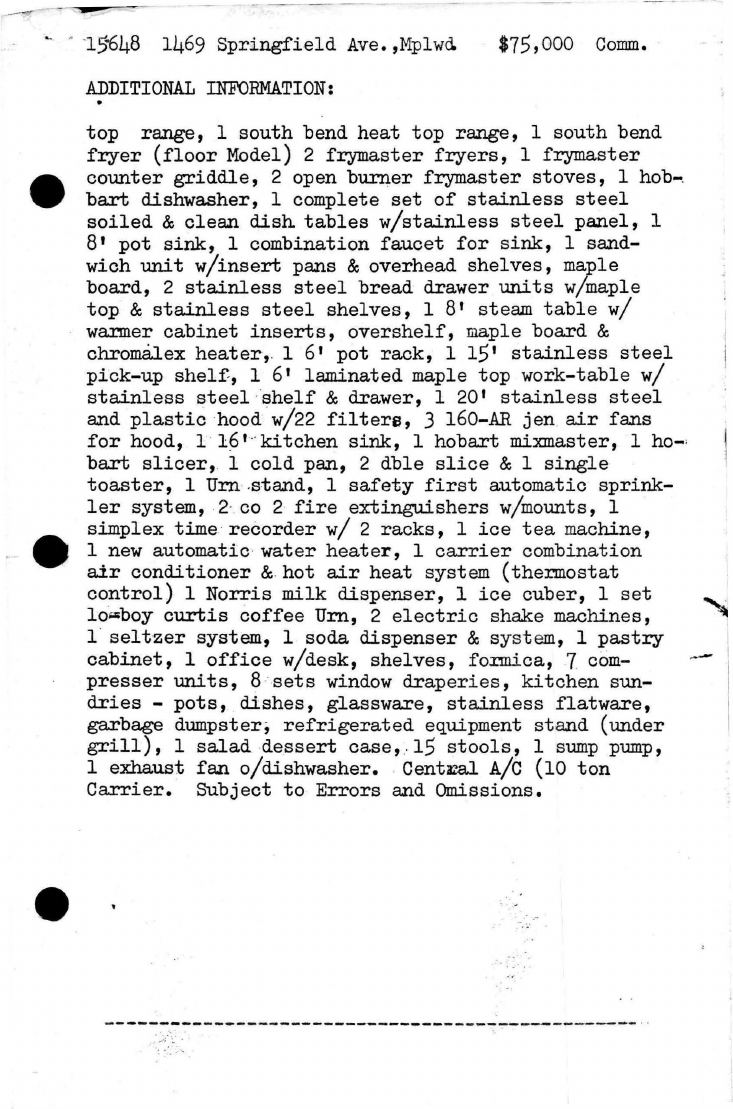 15648 1469 Springfield Ave.,Mplwd. $75,000 Comm.
ADDITIONAL INFORMATION:
top range, 1 south bend heat top range, 1 south bend
fryer (floor Model) 2 frymaster fryers, 1 frymaster
counter griddle, 2 open burner frymaster stoves, 1 hob-
bart dishwasher, 1 complete set of stainless steel
soiled & clean dish tables w/stainless steel panel, 1
8' pot sink, 1 combination faucet for sink, 1 sand-
wich unit w/insert pans & overhead shelves, maple
board, 2 stainless steel bread drawer units w/maple
top & stainless steel shelves, 1 8' steam table w/
warmer cabinet inserts, overshelf, maple board &
chromalex heater, 1 6' pot rack, 1 15' stainless steel
pick-up shelf, 1 6' laminated maple top work-table w/
stainless steel shelf & drawer, 1 20' stainless steel
and plastic hood w/22 filters, 3 160-AR jen air fans
for hood, 1 16' kitchen sink, 1 hobart mixmaster, 1 ho-
bart slicer, 1 cold pan, 2 dble slice & 1 single
toaster, 1 Urn stand, 1 safety first automatic sprink-
ler system, 2 co 2 fire extinguishers w/mounts, 1
simplex time recorder w/ 2 racks, 1 ice tea machine,
1 new automatic water heater, 1 carrier combination
air conditioner & hot air heat system (thermostat
control) 1 Norris milk dispenser, 1 ice cuber, 1 set
lo-boy curtis coffee Urn, 2 electric shake machines,
1 seltzer system, 1 soda dispenser & system, 1 pastry
cabinet, 1 office w/desk, shelves, formica, 7 com-
presser units, 8 sets window draperies, kitchen sun-
dries - pots, dishes, glassware, stainless flatware,
garbage dumpster, refrigerated equipment stand (under
grill), 1 salad dessert case, 15 stools, 1 sump pump,
1 exhaust fan o/dishwasher. Central A/C (10 ton
Carrier. Subject to Errors and Omissions.